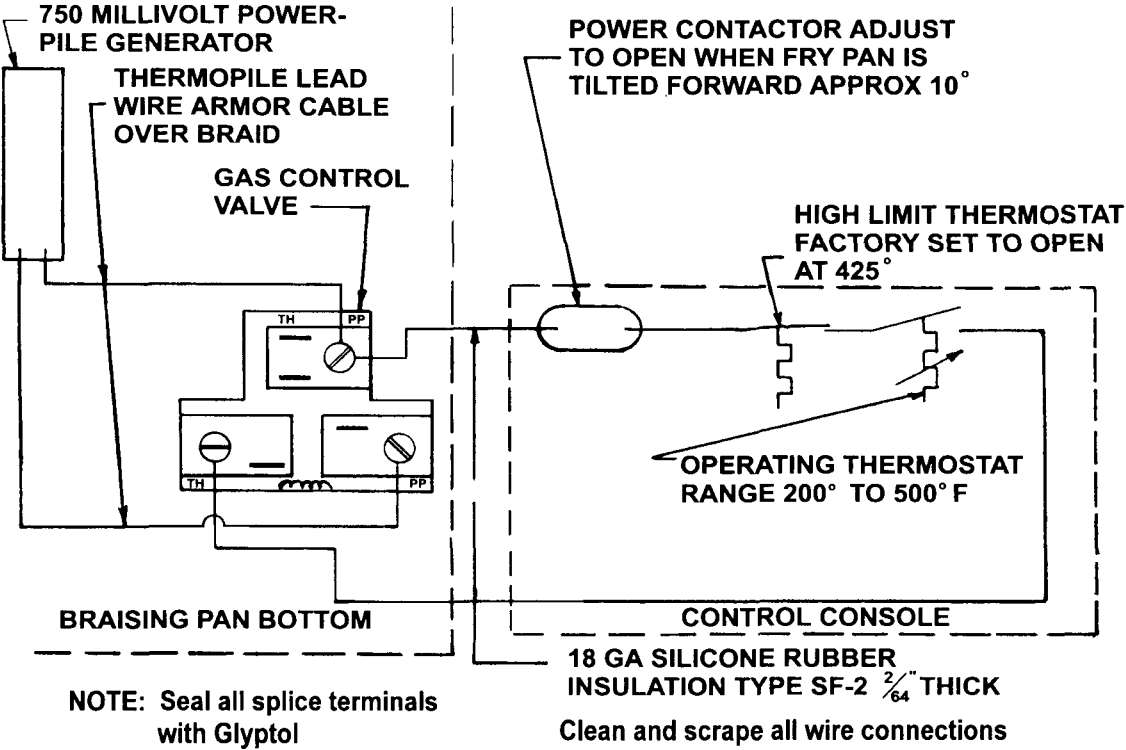 750 MILLIVOLT POWER-
PILE GENERATOR
THERMOPILE LEAD
WIRE ARMOR CABLE
OVER BRAID
GAS CONTROL
VALVE
POWER CONTACTOR ADJUST
TO OPEN WHEN FRY PAN IS
TILTED FORWARD APPROX 10°
HIGH LIMIT THERMOSTAT
FACTORY SET TO OPEN
AT 425°
TH PP
TH PP
OPERATING THERMOSTAT
RANGE 200° TO 500° F
BRAISING PAN BOTTOM
CONTROL CONSOLE
18 GA SILICONE RUBBER
INSULATION TYPE SF-2 2/64" THICK
NOTE: Seal all splice terminals
with Glyptol
Clean and scrape all wire connections